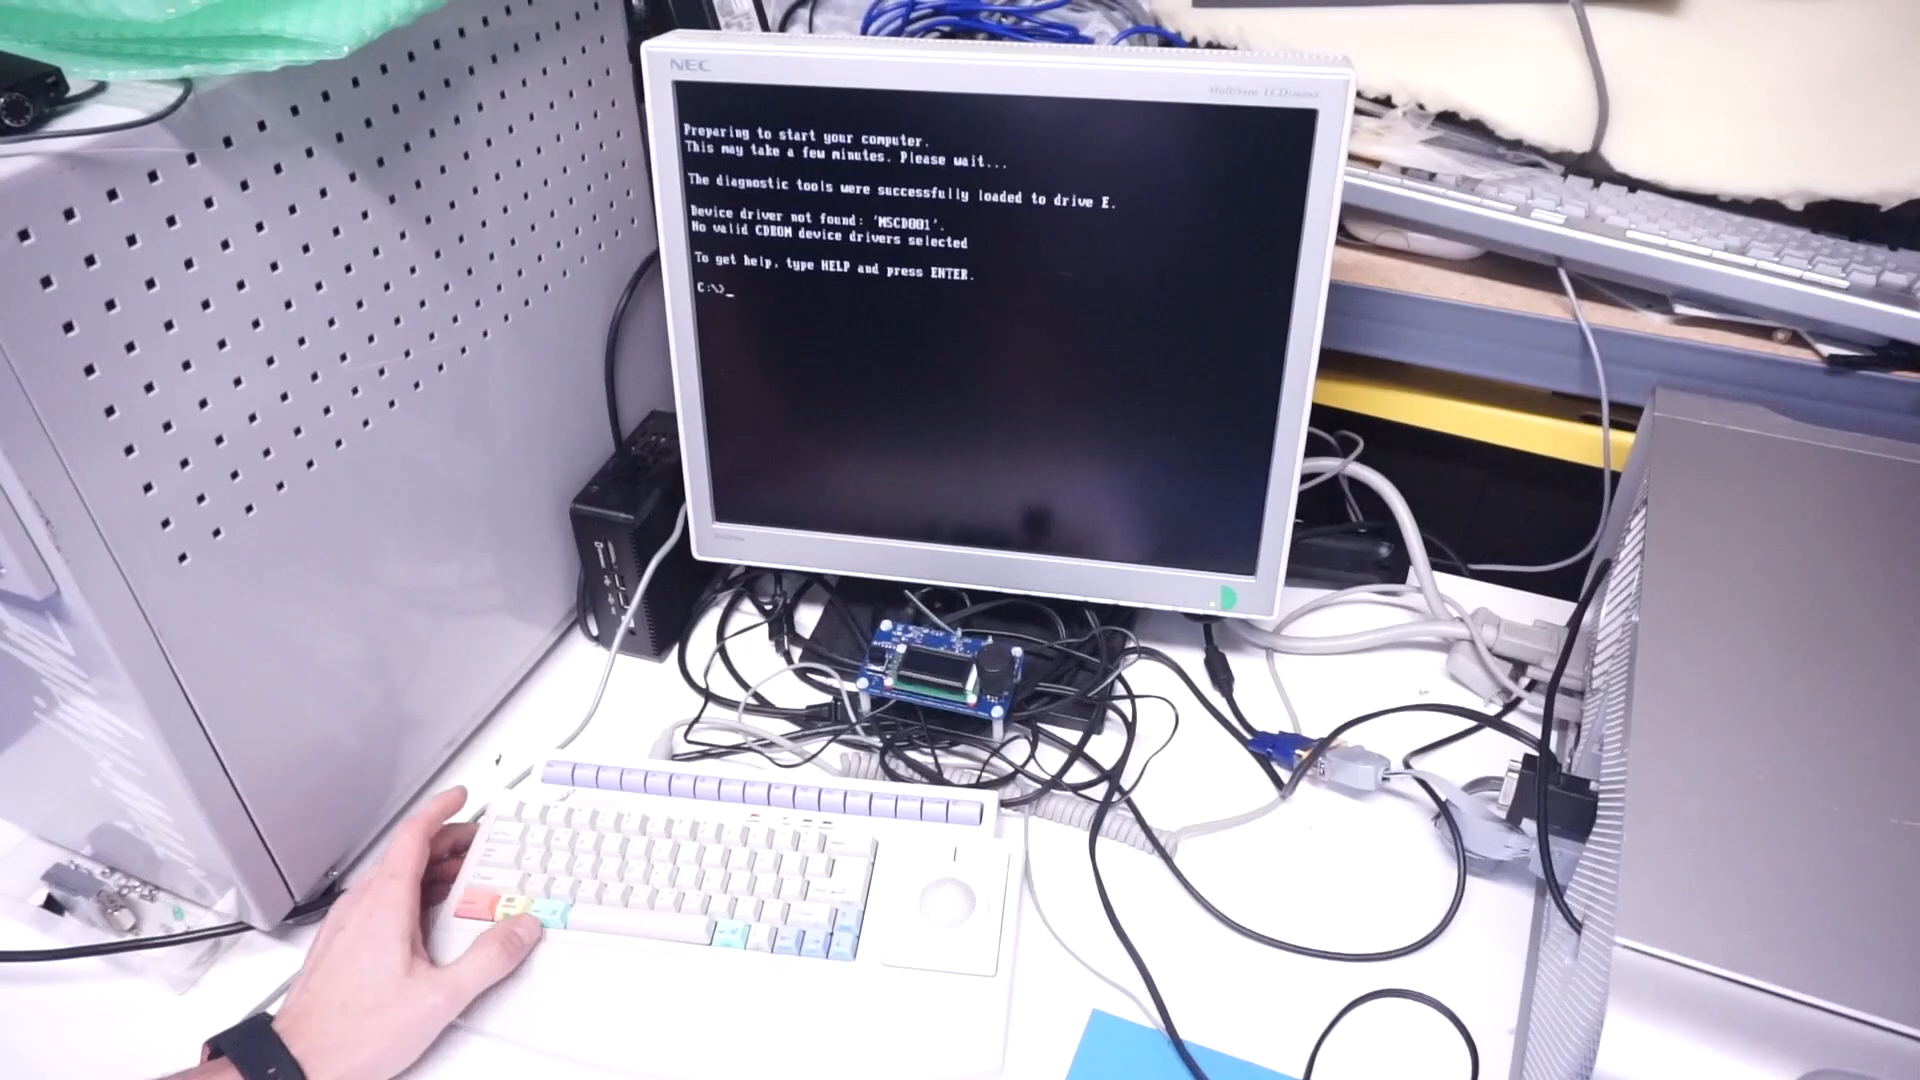 NEC
MultiSync LCD
Preparing to start your computer.
This may take a few minutes. Please wait...
The diagnostic tools were successfully loaded to drive E.
Device driver not found: 'MSCD001'.
No valid CDROM device drivers selected
To get help, type HELP and press ENTER.
C:\>_